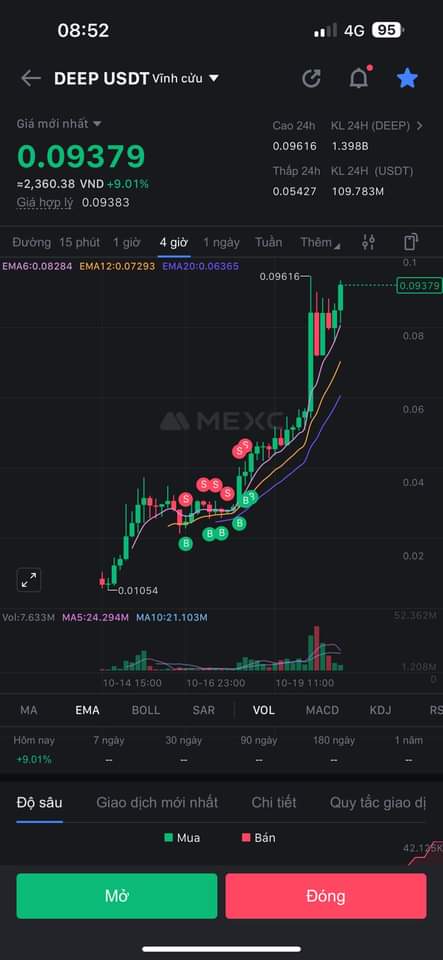 08:52 4G 95
DEEP USDT Vĩnh cửu
Giá mới nhất
0.09379
≈2,360.38 VND +9.01%
Giá hợp lý 0.09383
Cao 24h KL 24H (DEEP)
0.09616 1.398B
Thấp 24h KL 24H (USDT)
0.05427 109.783M
Đường 15 phút 1 giờ 4 giờ 1 ngày Tuần Thêm
EMA6:0.08284 EMA12:0.07293 EMA20:0.06365
0.1
0.09616
0.09379
0.08
0.06
MEXC
S S
S S S S
B B
B B B B
0.04
0.02
0.01054
Vol:7.633M MA5:24.294M MA10:21.103M
52.362M
1.208M
0
10-14 15:00 10-16 23:00 10-19 11:00
MA EMA BOLL SAR VOL MACD KDJ RS
Hôm nay 7 ngày 30 ngày 90 ngày 180 ngày 1 năm
+9.01% -- -- -- -- --
Độ sâu Giao dịch mới nhất Chi tiết Quy tắc giao dị
Mua Bán
Mở Đóng